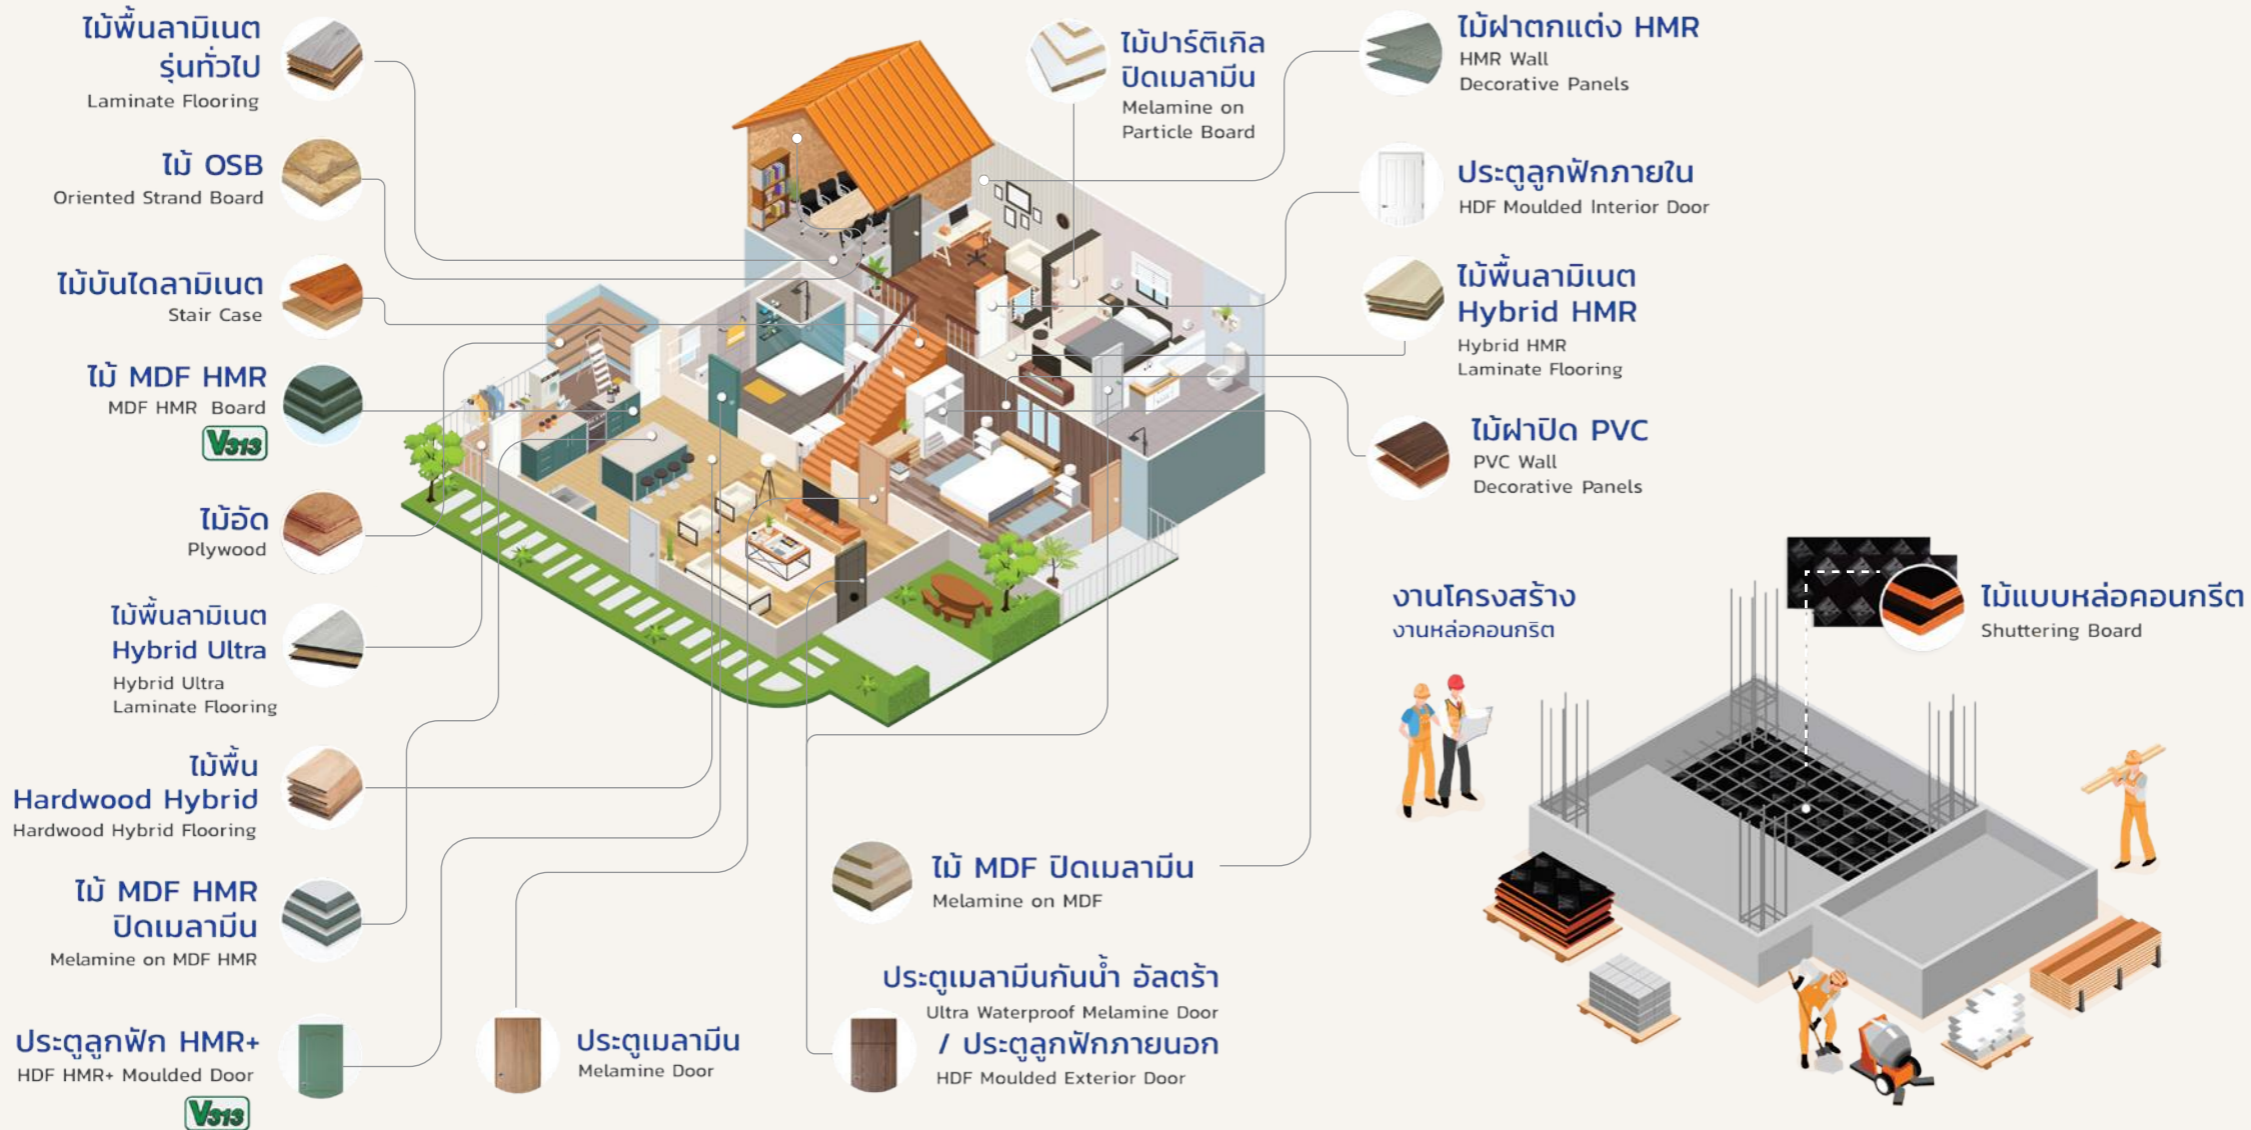 ไม้พื้นลามิเนต
รุ่นทั่วไป
Laminate Flooring
ไม้ OSB
Oriented Strand Board
ไม้บันไดลามิเนต
Stair Case
ไม้ MDF HMR
MDF HMR Board
V313
ไม้อัด
Plywood
ไม้พื้นลามิเนต
Hybrid Ultra
Hybrid Ultra
Laminate Flooring
ไม้พื้น
Hardwood Hybrid
Hardwood Hybrid Flooring
ไม้ MDF HMR
ปิดเมลามีน
Melamine on MDF HMR
ประตูลูกฟัก HMR+
HDF HMR+ Moulded Door
V313
ประตูเมลามีน
Melamine Door
ไม้ปาร์ติเกิล
ปิดเมลามีน
Melamine on
Particle Board
ไม้ MDF ปิดเมลามีน
Melamine on MDF
ประตูเมลามีนกันน้ำ อัลตร้า
Ultra Waterproof Melamine Door
/ ประตูลูกฟักภายนอก
HDF Moulded Exterior Door
ไม้ฝาตกแต่ง HMR
HMR Wall
Decorative Panels
ประตูลูกฟักภายใน
HDF Moulded Interior Door
ไม้พื้นลามิเนต
Hybrid HMR
Hybrid HMR
Laminate Flooring
ไม้ฝาปิด PVC
PVC Wall
Decorative Panels
งานโครงสร้าง
งานหล่อคอนกริต
ไม้แบบหล่อคอนกรีต
Shuttering Board